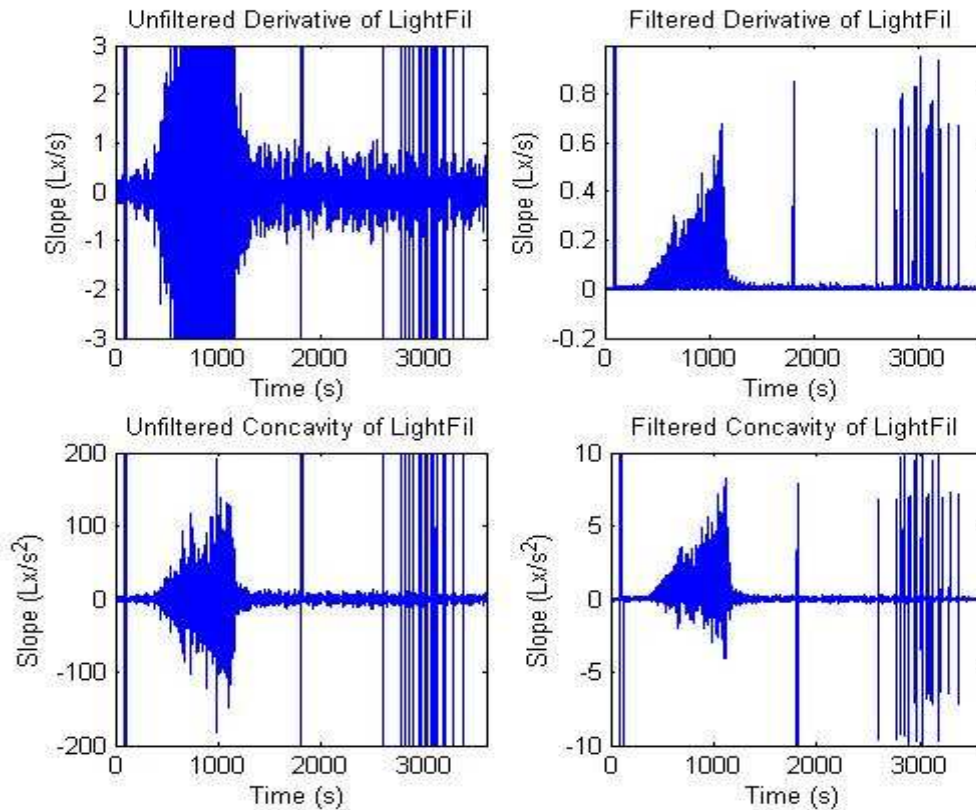 Unfiltered Derivative of LightFil
3
2
1
0
-1
-2
-3
Slope (Lx/s)
0 1000 2000 3000
Time (s)
Filtered Derivative of LightFil
0.8
0.6
0.4
0.2
0
-0.2
Slope (Lx/s)
0 1000 2000 3000
Time (s)
Unfiltered Concavity of LightFil
200
100
0
-100
-200
Slope (Lx/s²)
0 1000 2000 3000
Time (s)
Filtered Concavity of LightFil
10
5
0
-5
-10
Slope (Lx/s²)
0 1000 2000 3000
Time (s)